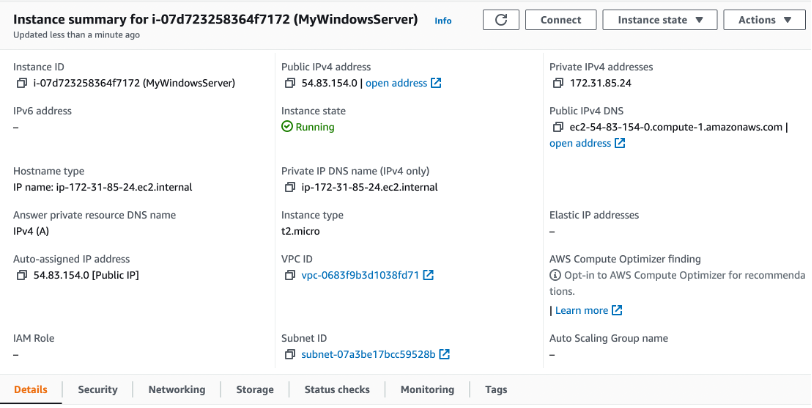 Instance summary for i-07d723258364f7172 (MyWindowsServer) Info
Updated less than a minute ago
Connect
Instance state
Actions
Instance ID
i-07d723258364f7172 (MyWindowsServer)
Public IPv4 address
54.83.154.0 | open address
Private IPv4 addresses
172.31.85.24
IPv6 address
–
Instance state
Running
Public IPv4 DNS
ec2-54-83-154-0.compute-1.amazonaws.com |
open address
Hostname type
IP name: ip-172-31-85-24.ec2.internal
Private IP DNS name (IPv4 only)
ip-172-31-85-24.ec2.internal
Answer private resource DNS name
IPv4 (A)
Instance type
t2.micro
Elastic IP addresses
–
Auto-assigned IP address
54.83.154.0 [Public IP]
VPC ID
vpc-0683f9b3d1038fd71
AWS Compute Optimizer finding
Opt-in to AWS Compute Optimizer for recommenda
tions.
| Learn more
IAM Role
–
Subnet ID
subnet-07a3be17bcc59528b
Auto Scaling Group name
–
Details
Security
Networking
Storage
Status checks
Monitoring
Tags